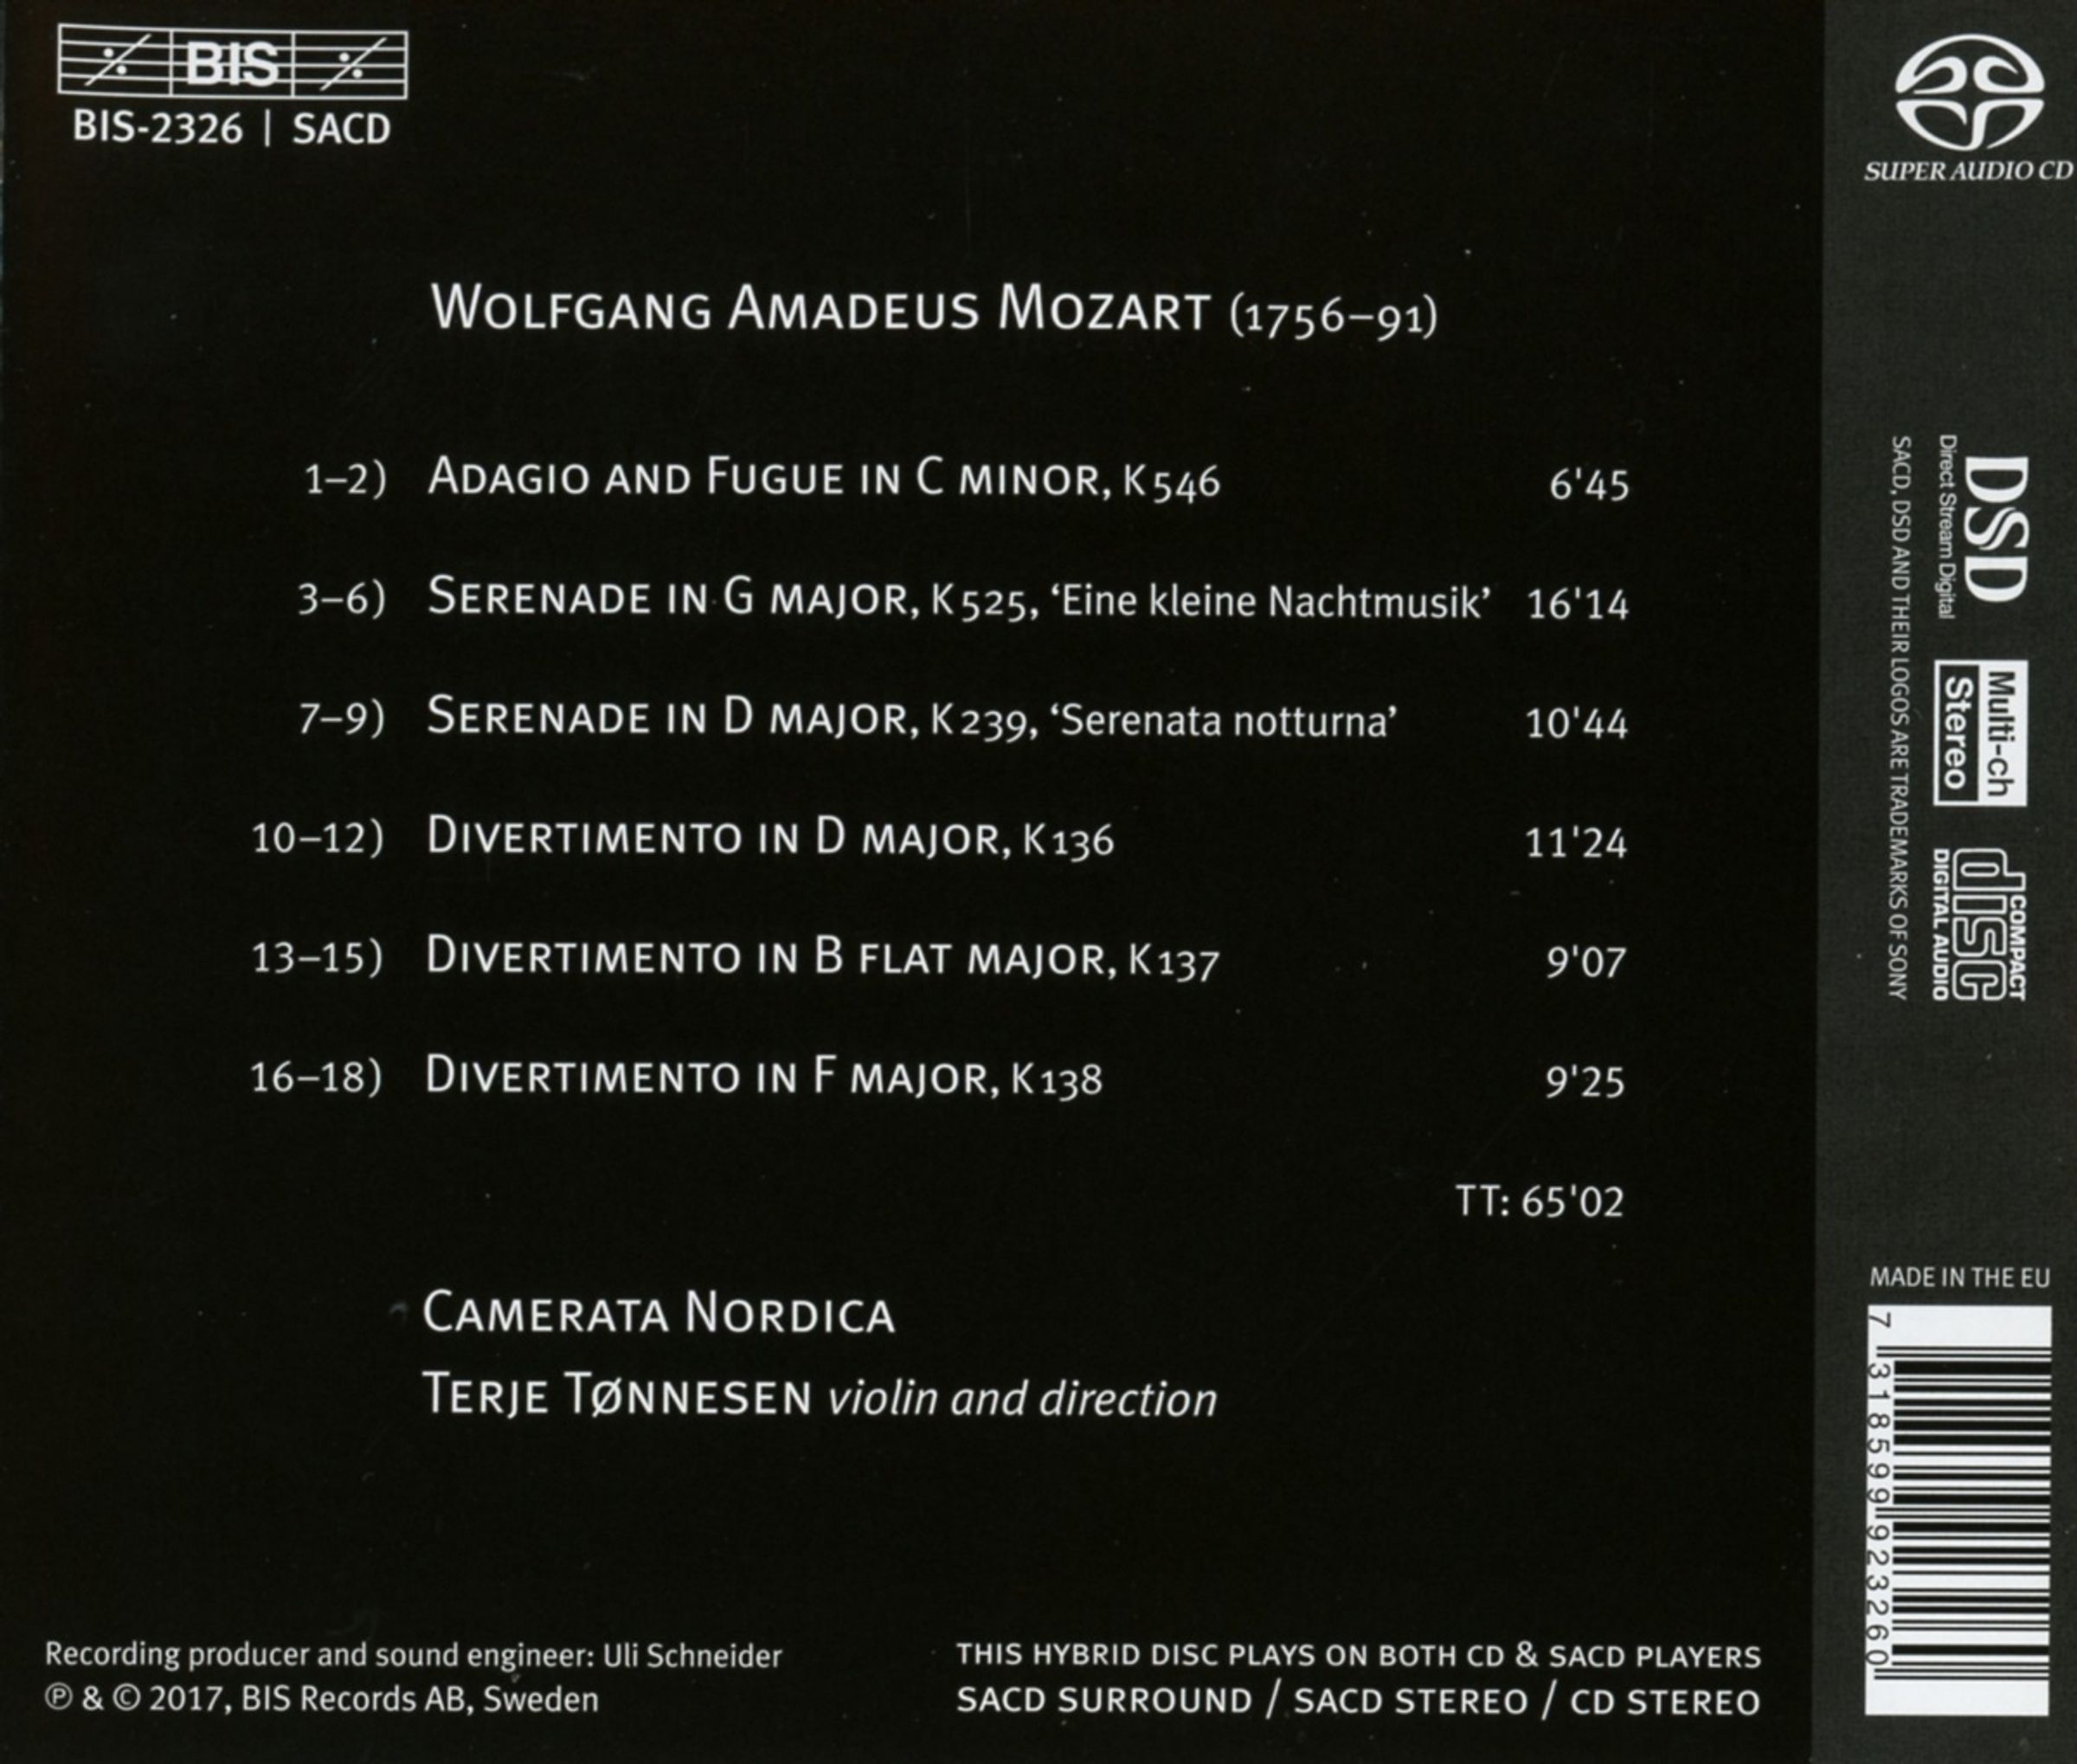 BIS
BIS-2326 | SACD
SUPER AUDIO CD
WOLFGANG AMADEUS MOZART (1756–91)
1–2) ADAGIO AND FUGUE IN C MINOR, K 546 6'45
3–6) SERENADE IN G MAJOR, K 525, ‘Eine kleine Nachtmusik’ 16'14
7–9) SERENADE IN D MAJOR, K 239, ‘Serenata notturna’ 10'44
10–12) DIVERTIMENTO IN D MAJOR, K 136 11'24
13–15) DIVERTIMENTO IN B FLAT MAJOR, K 137 9'07
16–18) DIVERTIMENTO IN F MAJOR, K 138 9'25
TT: 65'02
CAMERATA NORDICA
TERJE TØNNESEN violin and direction
Recording producer and sound engineer: Uli Schneider
℗ & © 2017, BIS Records AB, Sweden
THIS HYBRID DISC PLAYS ON BOTH CD & SACD PLAYERS
SACD SURROUND / SACD STEREO / CD STEREO
DSD
Direct Stream Digital
SACD, DSD AND THEIR LOGOS ARE TRADEMARKS OF SONY
Multi-ch
Stereo
COMPACT
disc
DIGITAL AUDIO
MADE IN THE EU
7 318599 923260